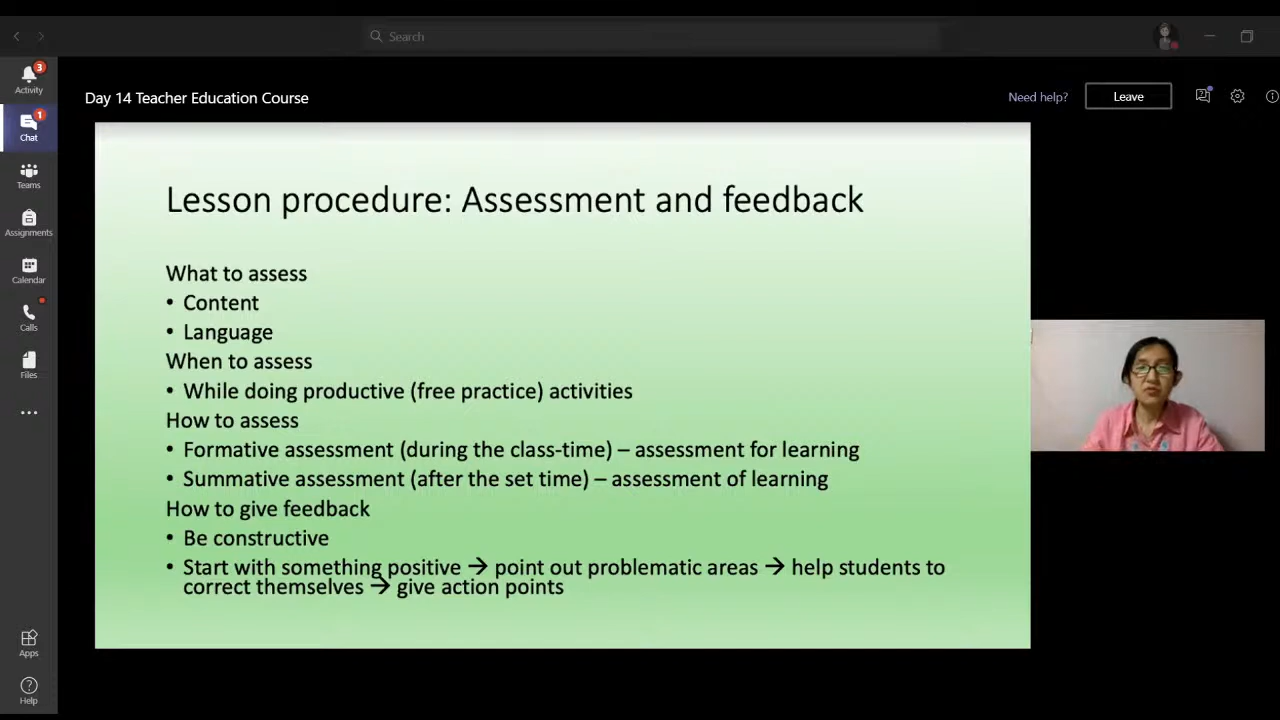 Search
3
Activity
1
Chat
Teams
Assignments
Calendar
Calls
Files
Apps
Help
Day 14 Teacher Education Course
Need help?
Leave
Lesson procedure: Assessment and feedback
What to assess
• Content
• Language
When to assess
• While doing productive (free practice) activities
How to assess
• Formative assessment (during the class-time) – assessment for learning
• Summative assessment (after the set time) – assessment of learning
How to give feedback
• Be constructive
• Start with something positive → point out problematic areas → help students to
correct themselves → give action points